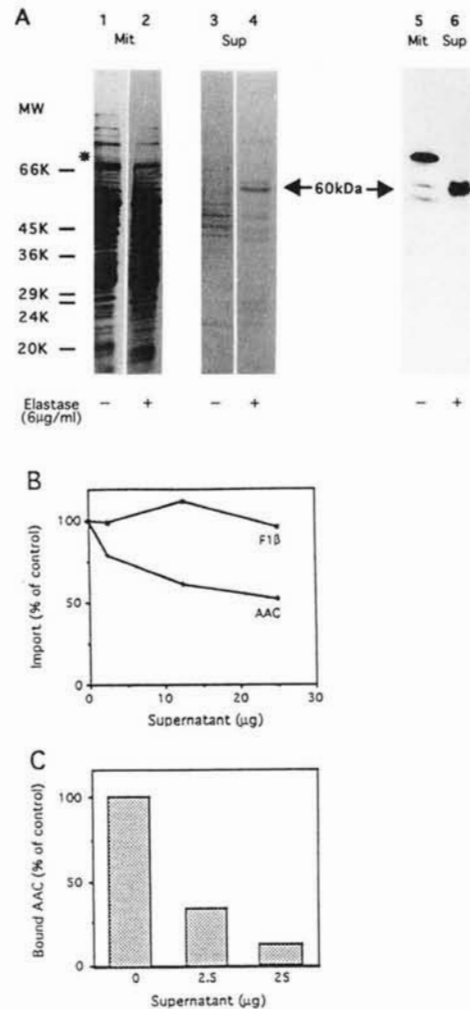 A
1 2 3 4 5 6
Mit Sup Mit Sup
MW
*
66K
60kDa
45K
36K
29K
24K
20K
Elastase - + - + - +
(6µg/ml)
B
Import (% of control)
100
50
0
F1β
AAC
0 10 20 30
Supernatant (µg)
C
Bound AAC (% of control)
100
50
0
0 2.5 25
Supernatant (µg)